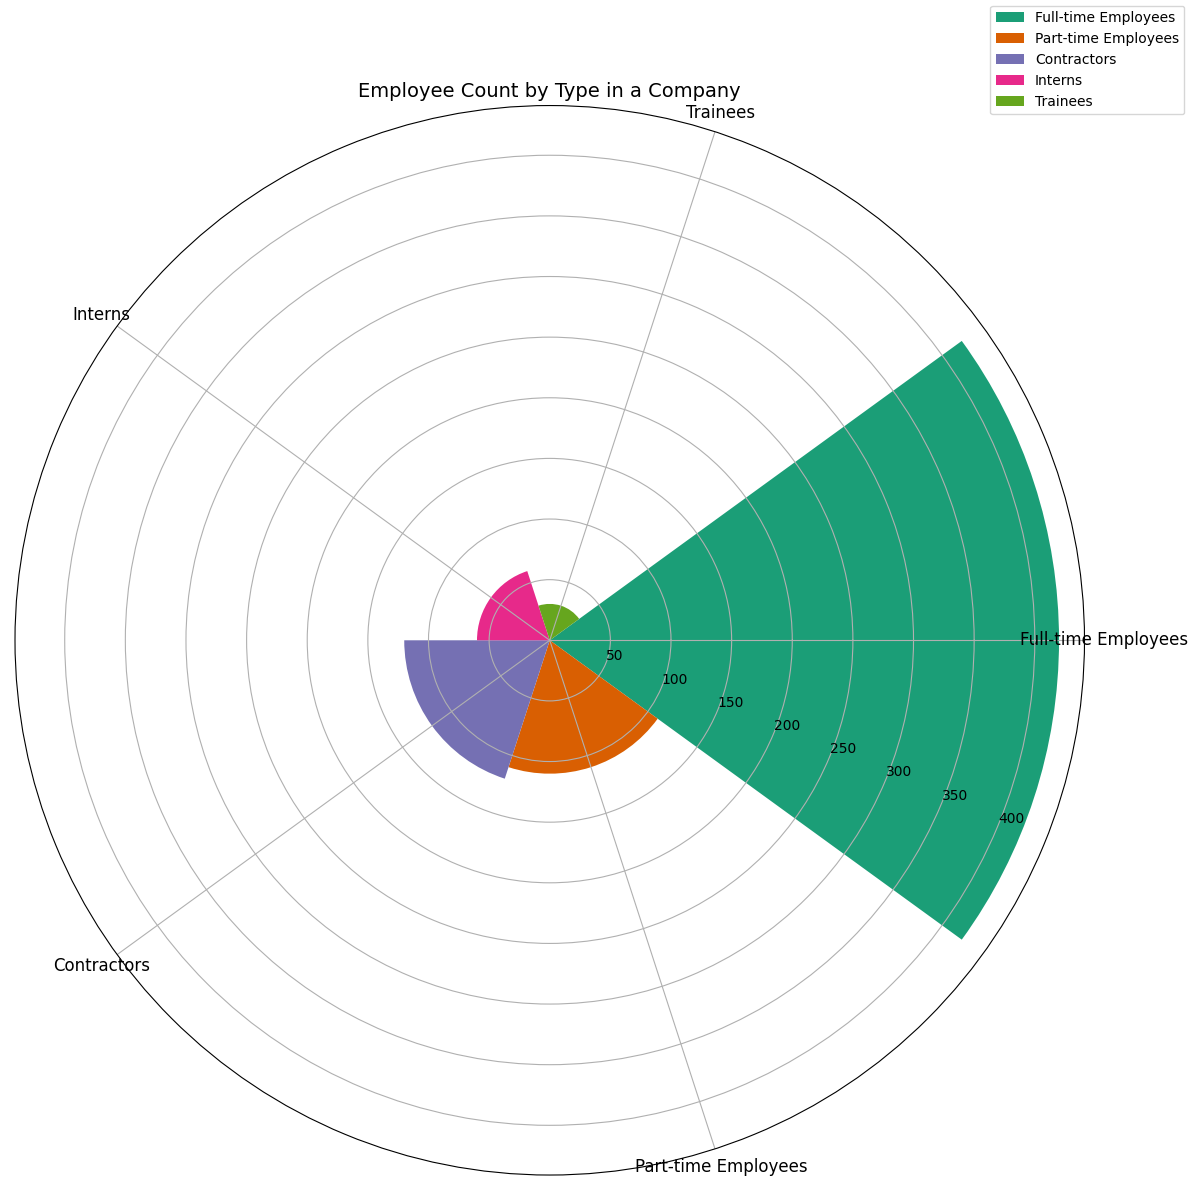 Full-time Employees
Part-time Employees
Contractors
Interns
Trainees
Employee Count by Type in a Company
Trainees
Interns
Full-time Employees
50
100
150
200
250
300
350
400
Contractors
Part-time Employees